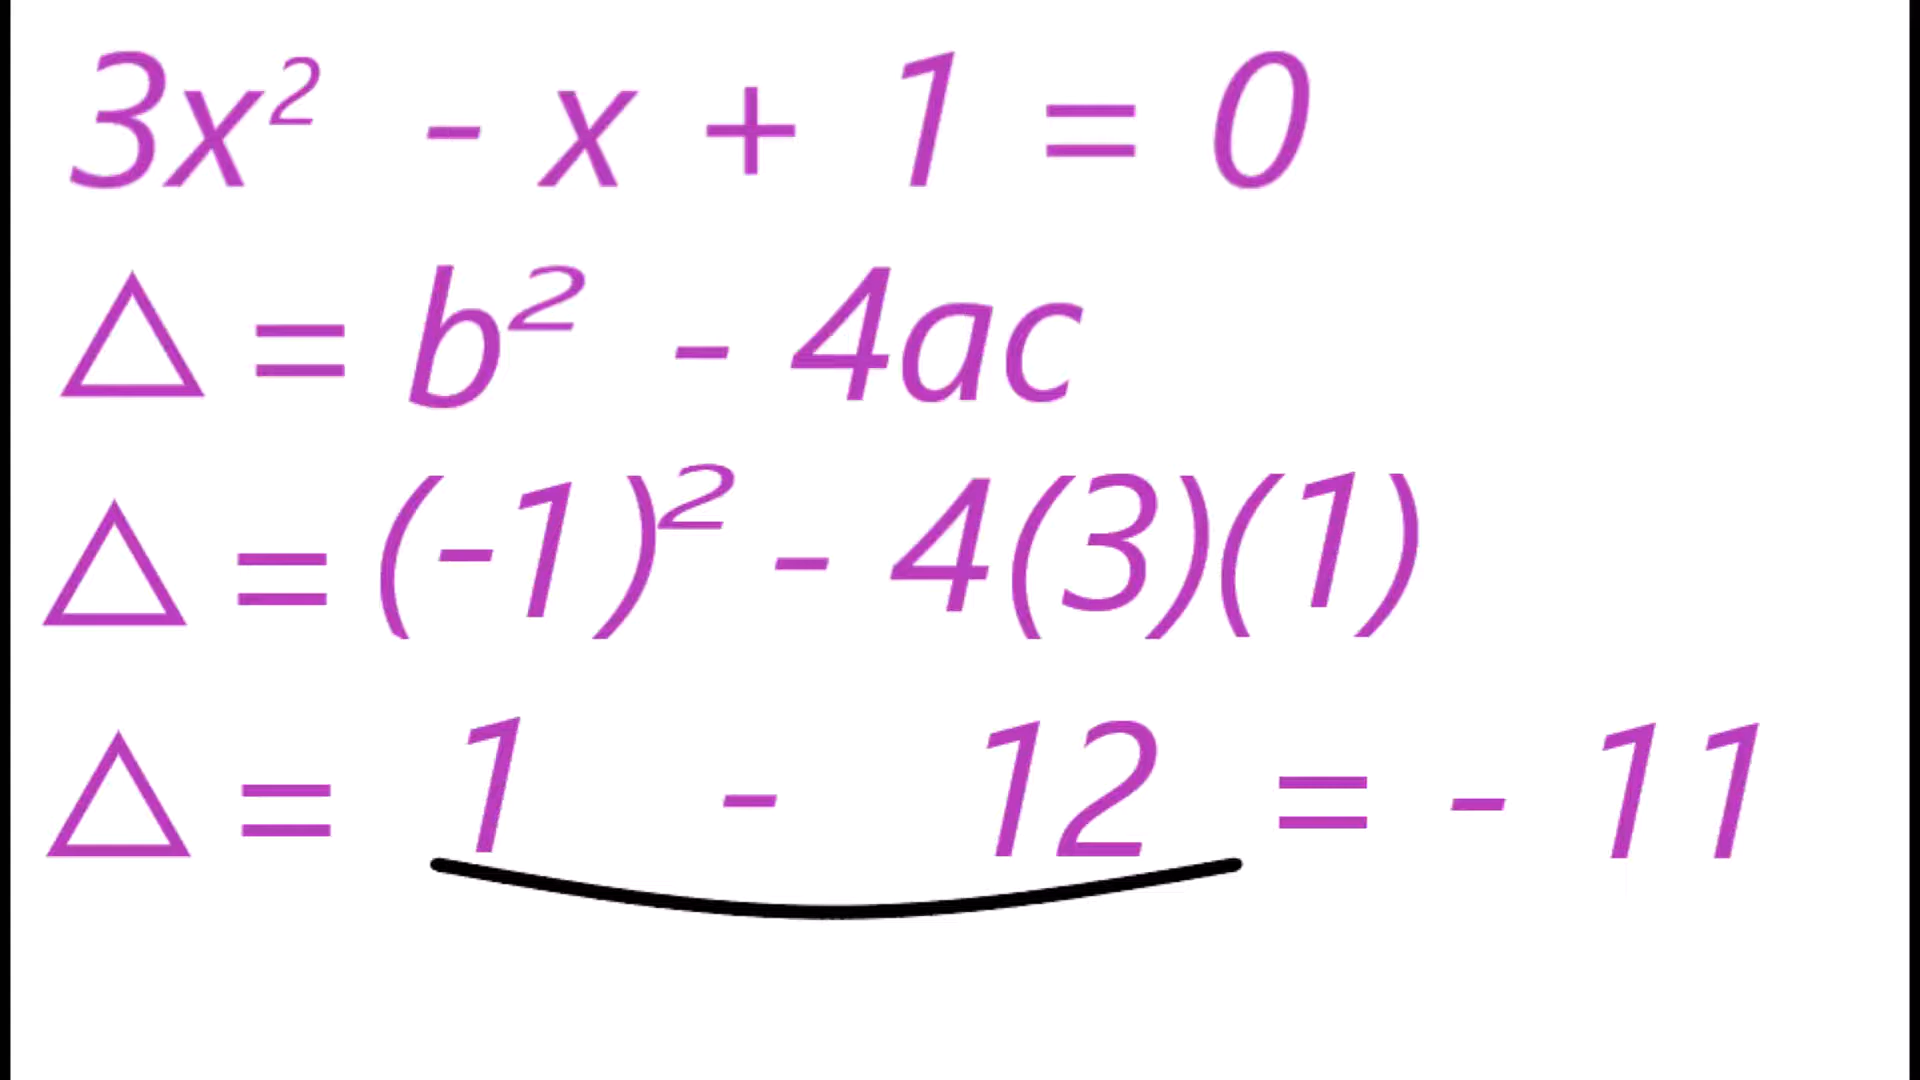 3x² - x + 1 = 0
△ = b² - 4ac
△ = (-1)² - 4(3)(1)
△ = 1 - 12 = - 11